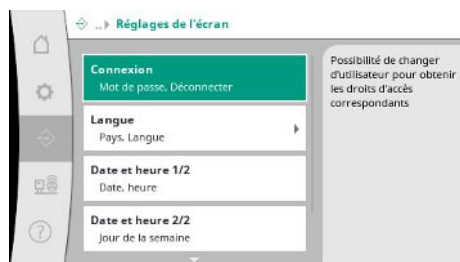 ..▸ Réglages de l'écran
Connexion
Mot de passe, Déconnecter
Langue
Pays, Langue
Date et heure 1/2
Date, heure
Date et heure 2/2
Jour de la semaine
Possibilité de changer
d'utilisateur pour obtenir
les droits d'accès
correspondants
?